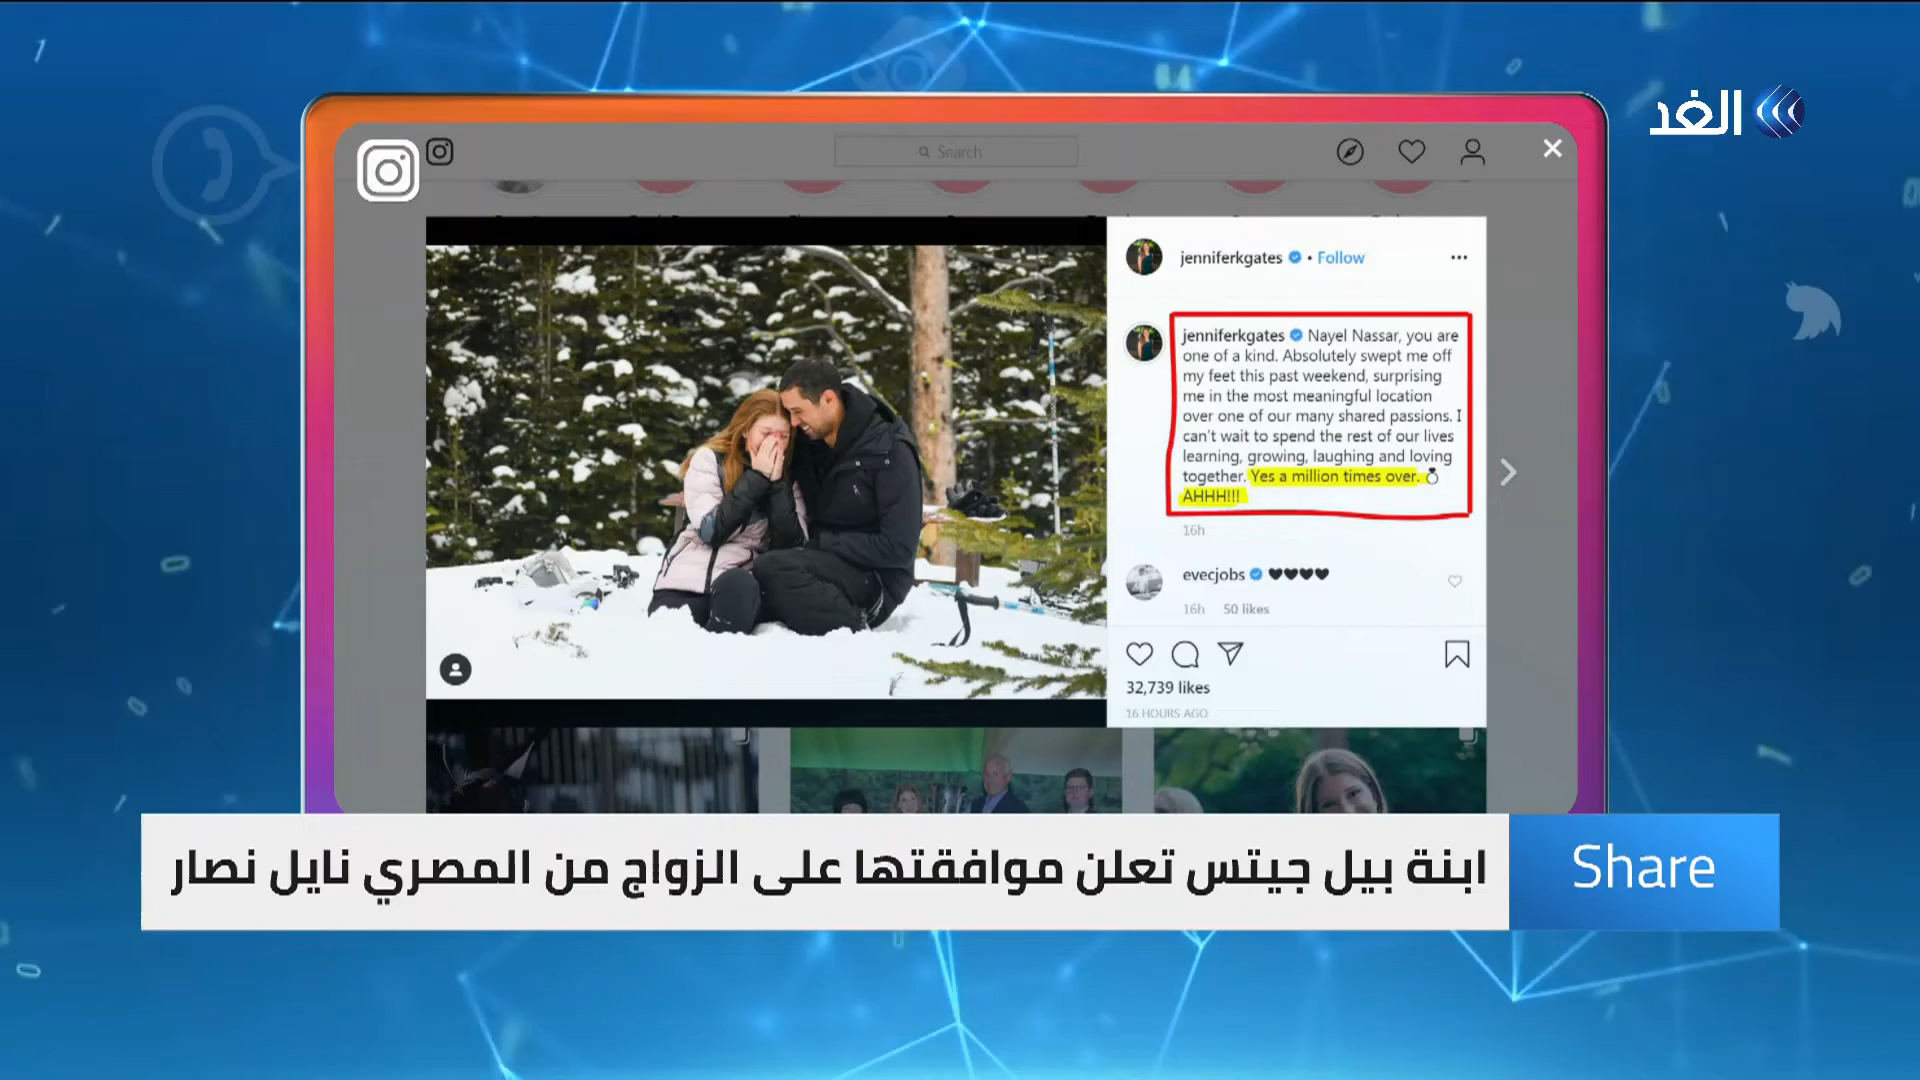 الغد
Search
jenniferkgates • Follow
jenniferkgates Nayel Nassar, you are
one of a kind. Absolutely swept me off
my feet this past weekend, surprising
me in the most meaningful location
over one of our many shared passions. I
can't wait to spend the rest of our lives
learning, growing, laughing and loving
together. Yes a million times over. 💍
AHHH!!!
16h
evecjobs 🖤🖤🖤🖤
16h 50 likes
32,739 likes
16 HOURS AGO
ابنة بيل جيتس تعلن موافقتها على الزواج من المصري نايل نصار
Share